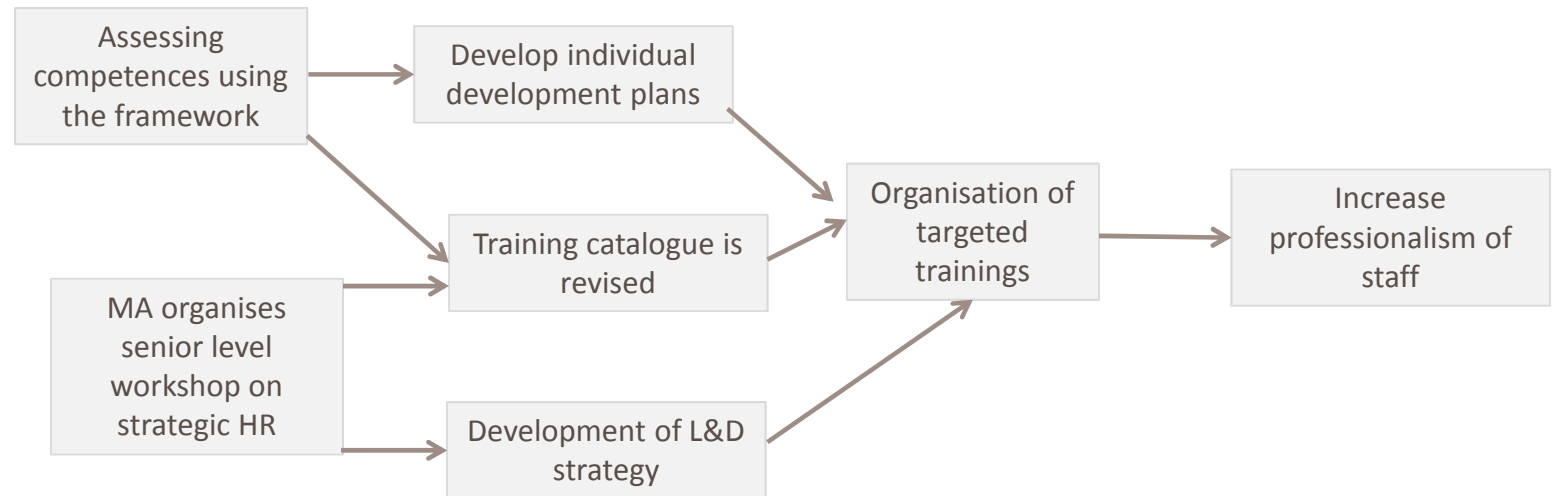 Assessing
competences using
the framework
Develop individual
development plans
Training catalogue is
revised
MA organises
senior level
workshop on
strategic HR
Development of L&D
strategy
Organisation of
targeted
trainings
Increase
professionalism of
staff